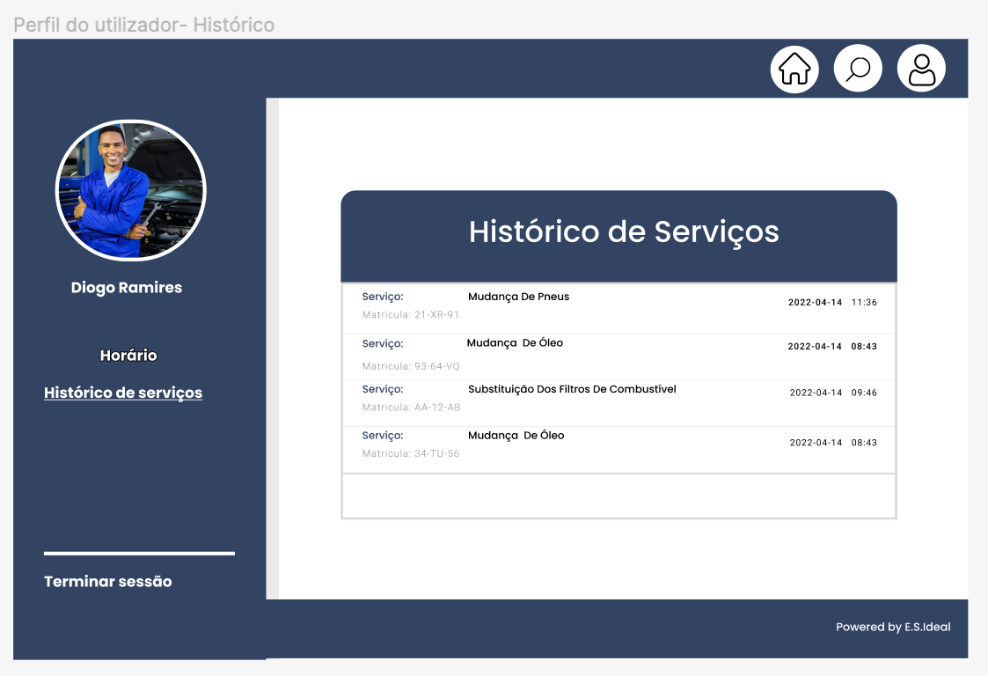 Perfil do utilizador- Histórico
Diogo Ramires
Horário
Histórico de serviços
Terminar sessão
Histórico de Serviços
Serviço: Mudança De Pneus 2022-04-14 11:36
Matricula: 21-XR-91
Serviço: Mudança De Óleo 2022-04-14 08:43
Matricula: 93-64-VQ
Serviço: Substituição Dos Filtros De Combustível 2022-04-14 09:46
Matricula: AA-12-AB
Serviço: Mudança De Óleo 2022-04-14 08:43
Matricula: 34-TU-56
Powered by E.S.Ideal